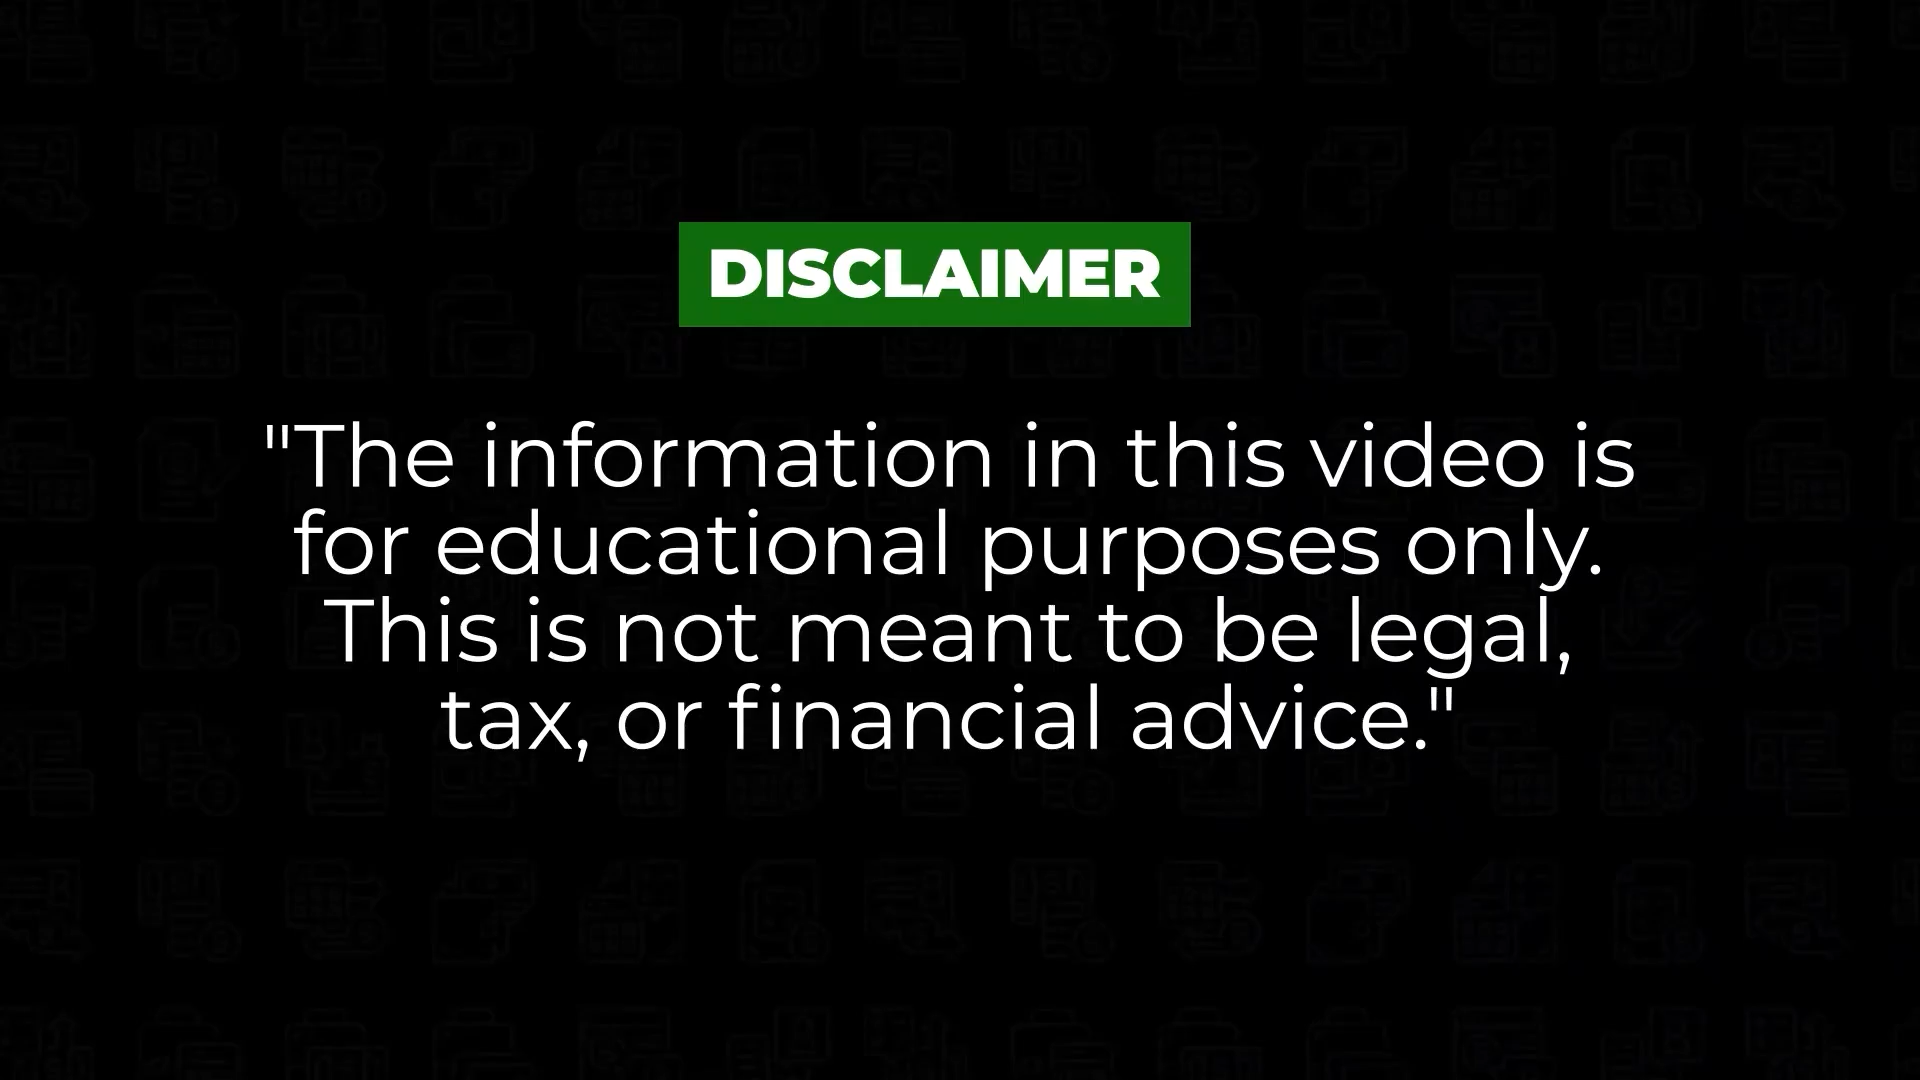 DISCLAIMER
"The information in this video is
for educational purposes only.
This is not meant to be legal,
tax, or financial advice."